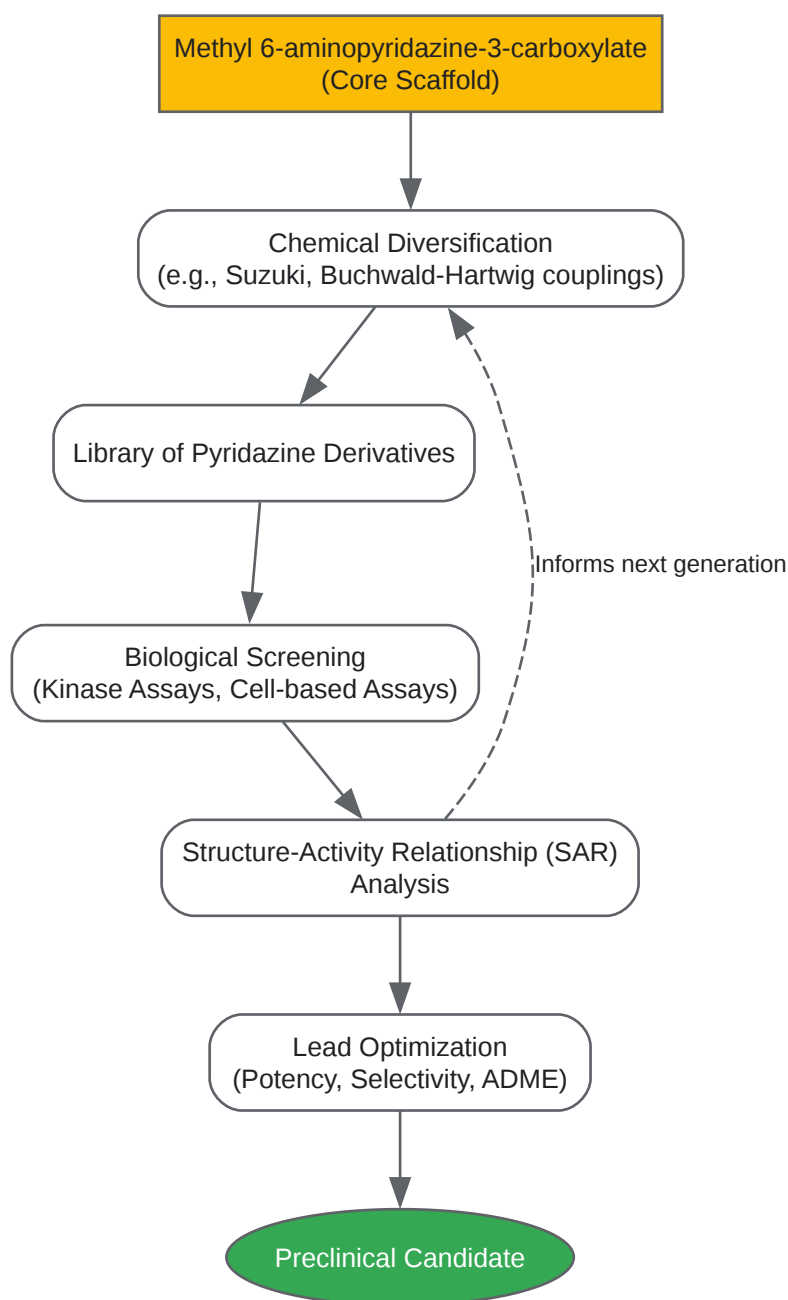 Methyl 6-aminopyridazine-3-carboxylate
(Core Scaffold)
Chemical Diversification
(e.g., Suzuki, Buchwald-Hartwig couplings)
Library of Pyridazine Derivatives
Informs next generation
Biological Screening
(Kinase Assays, Cell-based Assays)
Structure-Activity Relationship (SAR)
Analysis
Lead Optimization
(Potency, Selectivity, ADME)
Preclinical Candidate